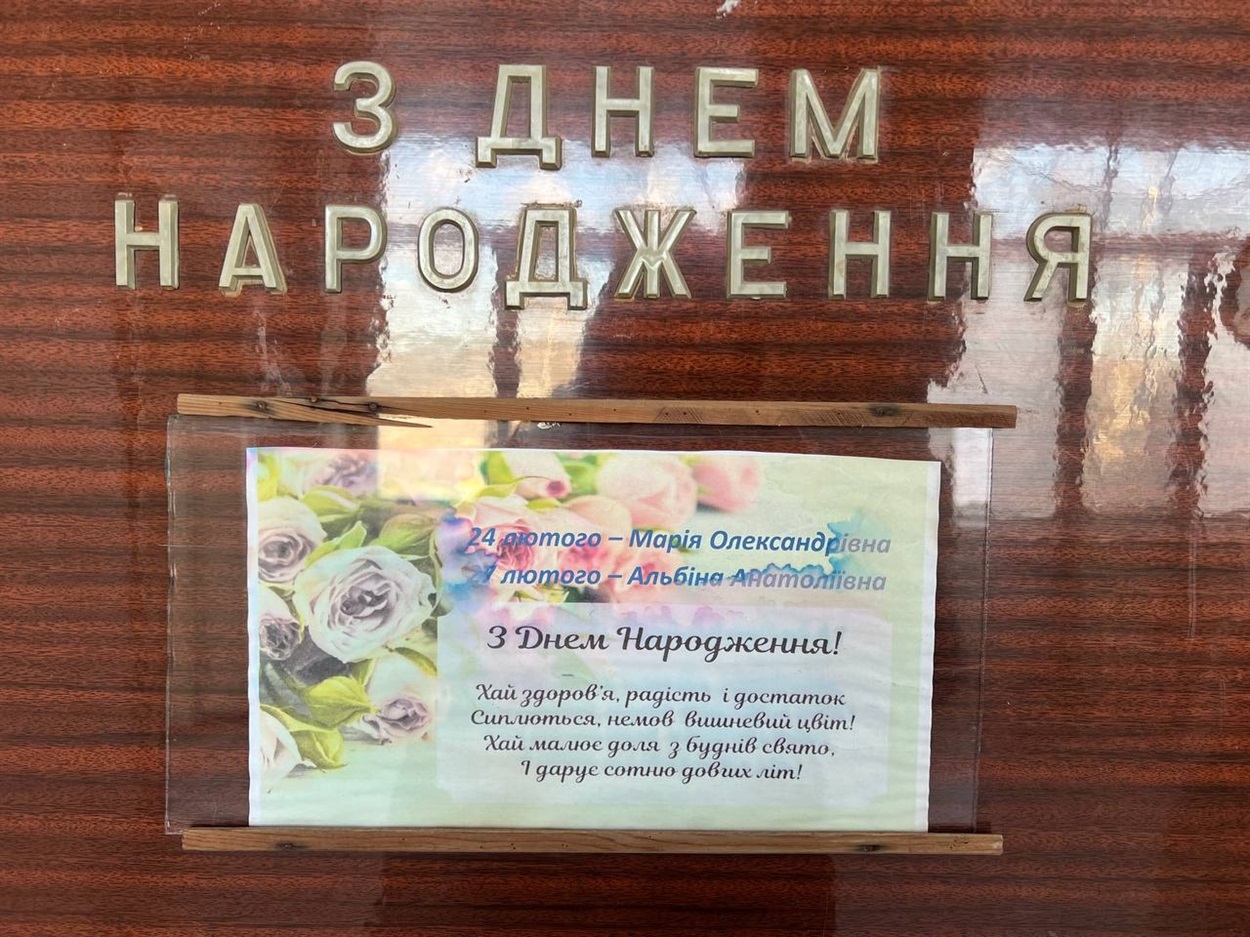 З ДНЕМ
НАРОДЖЕННЯ
24 лютого – Марія Олександрівна
27 лютого – Альбіна Анатоліївна
З Днем Народження!
Хай здоров'я, радість і достаток
Сиплються, немов вишневий цвіт!
Хай малює доля з буднів свято,
І дарує сотню довгих літ!